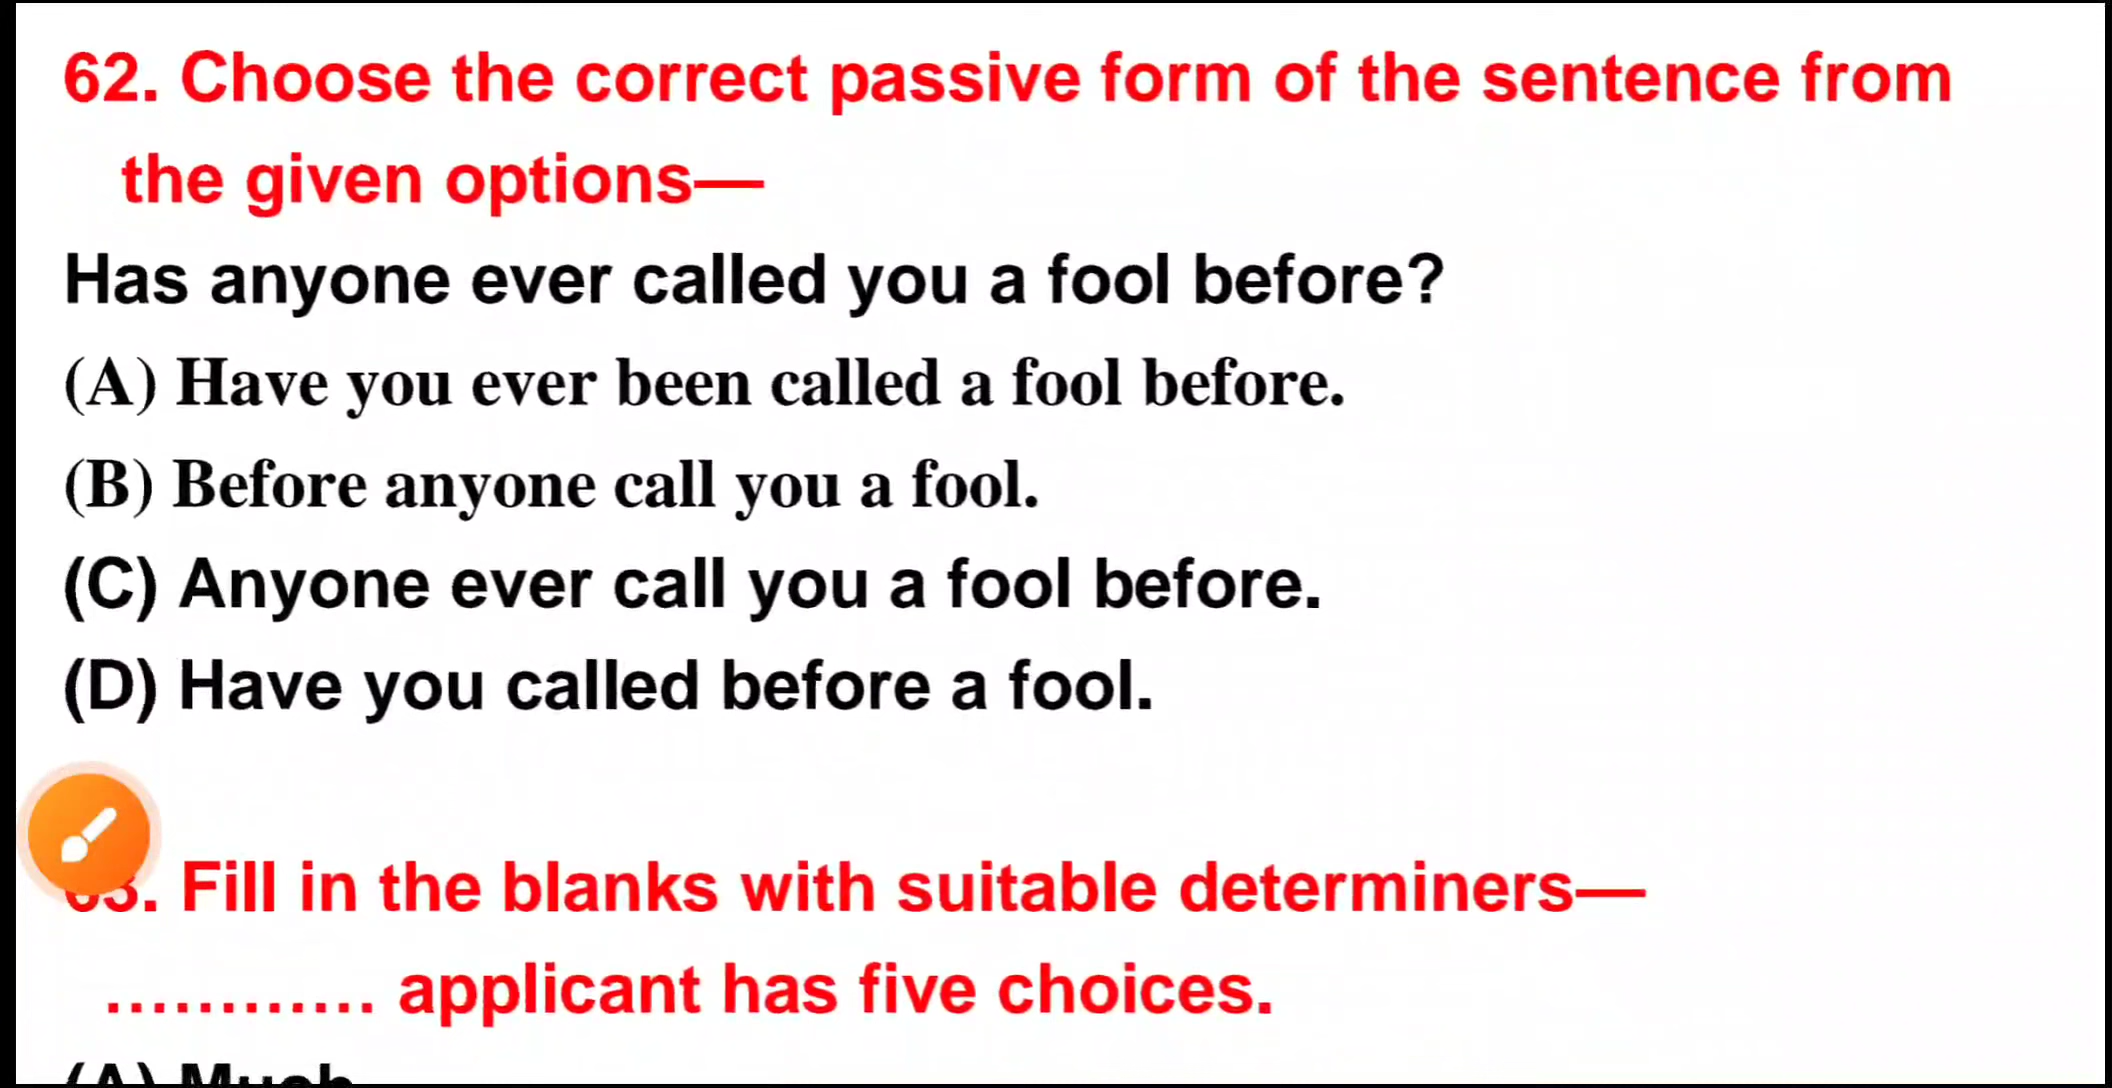 62. Choose the correct passive form of the sentence from
the given options—
Has anyone ever called you a fool before?
(A) Have you ever been called a fool before.
(B) Before anyone call you a fool.
(C) Anyone ever call you a fool before.
(D) Have you called before a fool.
63. Fill in the blanks with suitable determiners—
............ applicant has five choices.
(A) Much